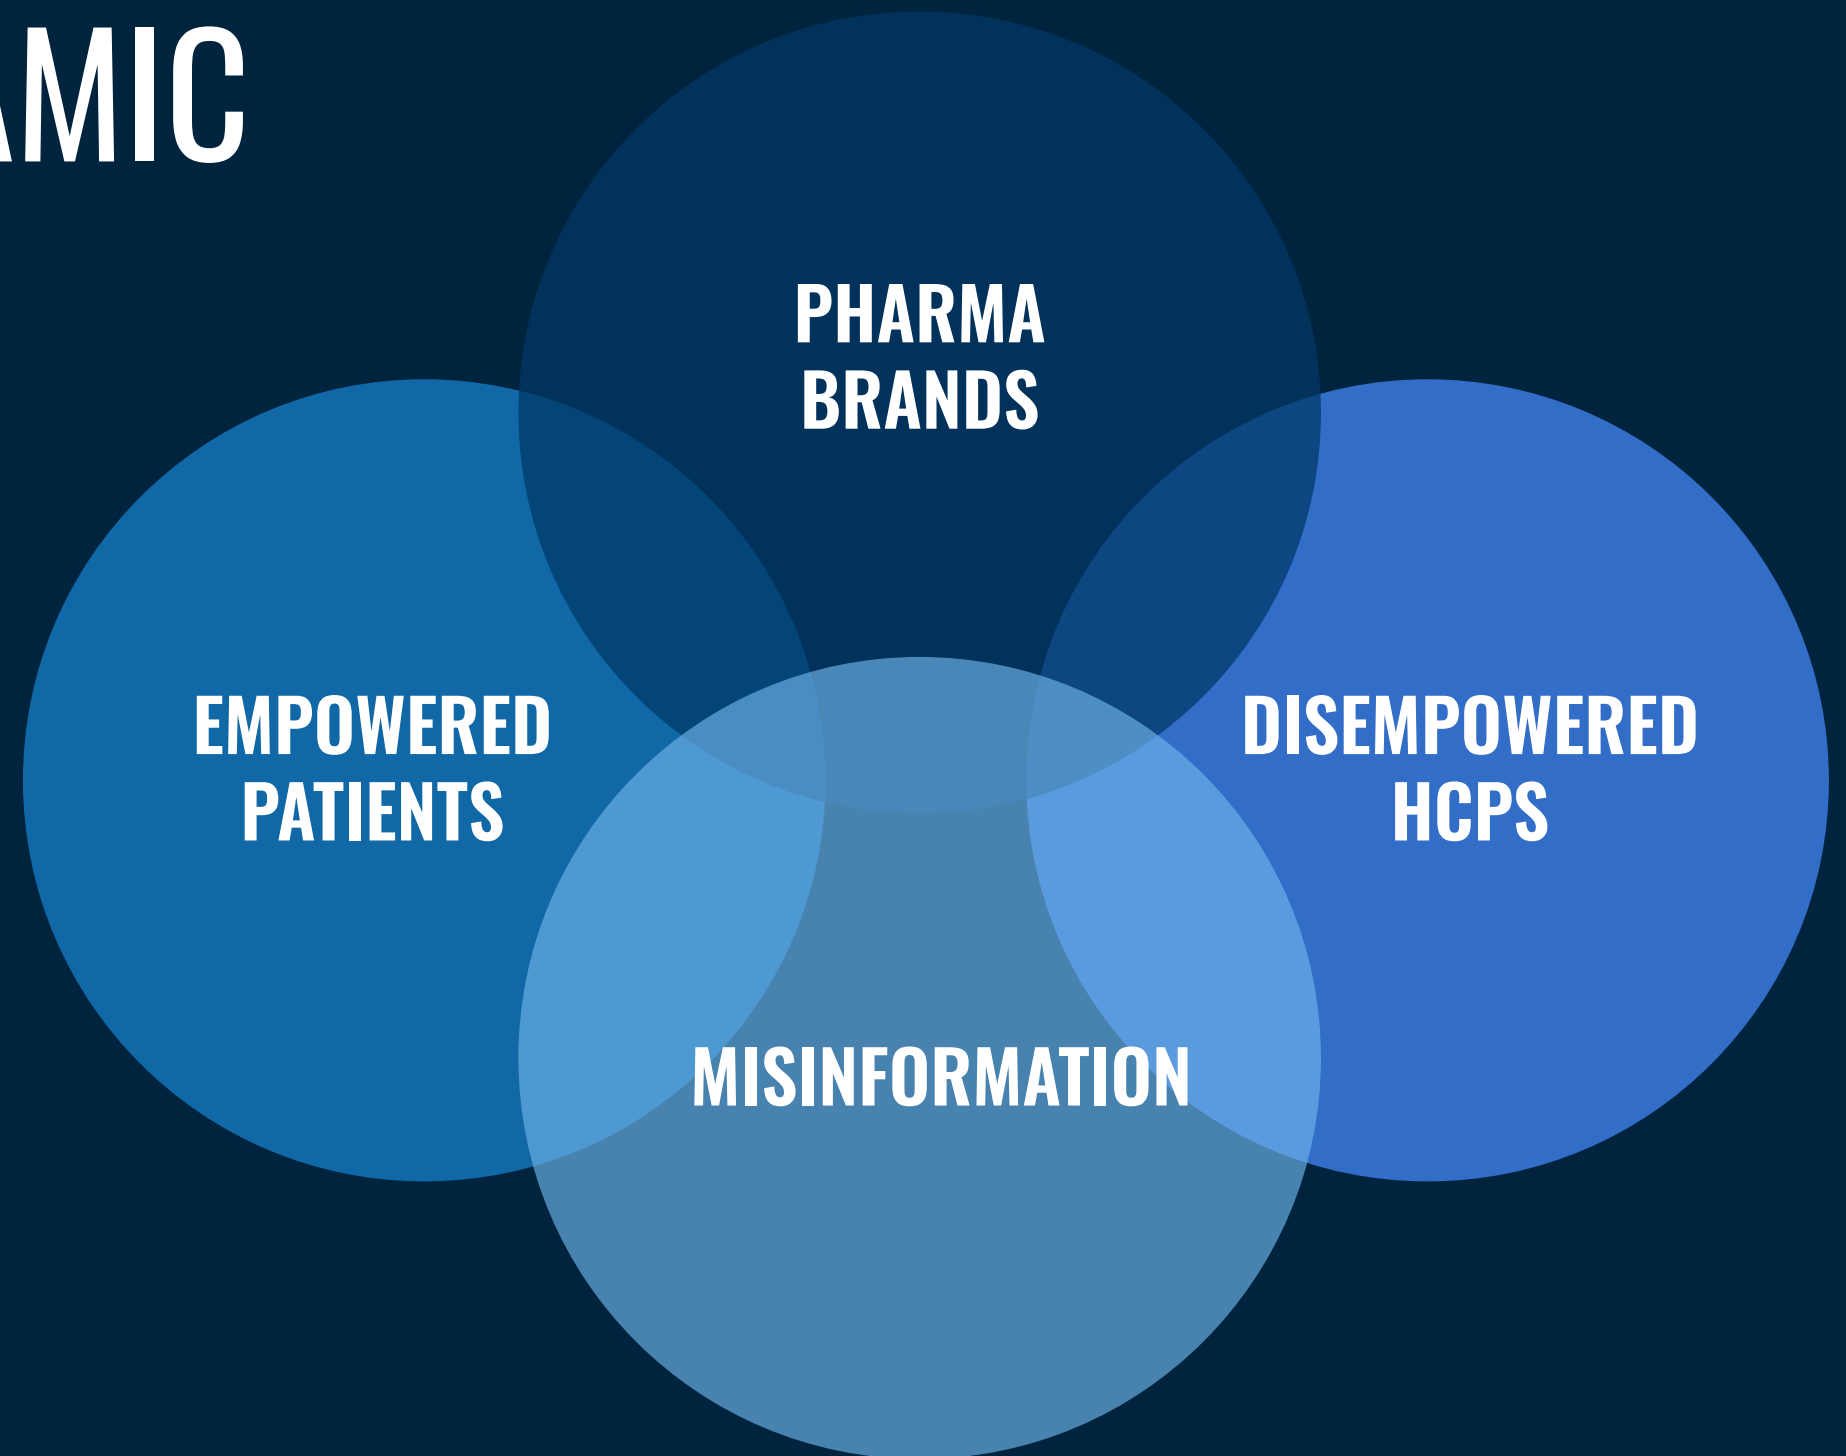 AMIC
PHARMA
BRANDS
EMPOWERED
PATIENTS
DISEMPOWERED
HCPS
MISINFORMATION